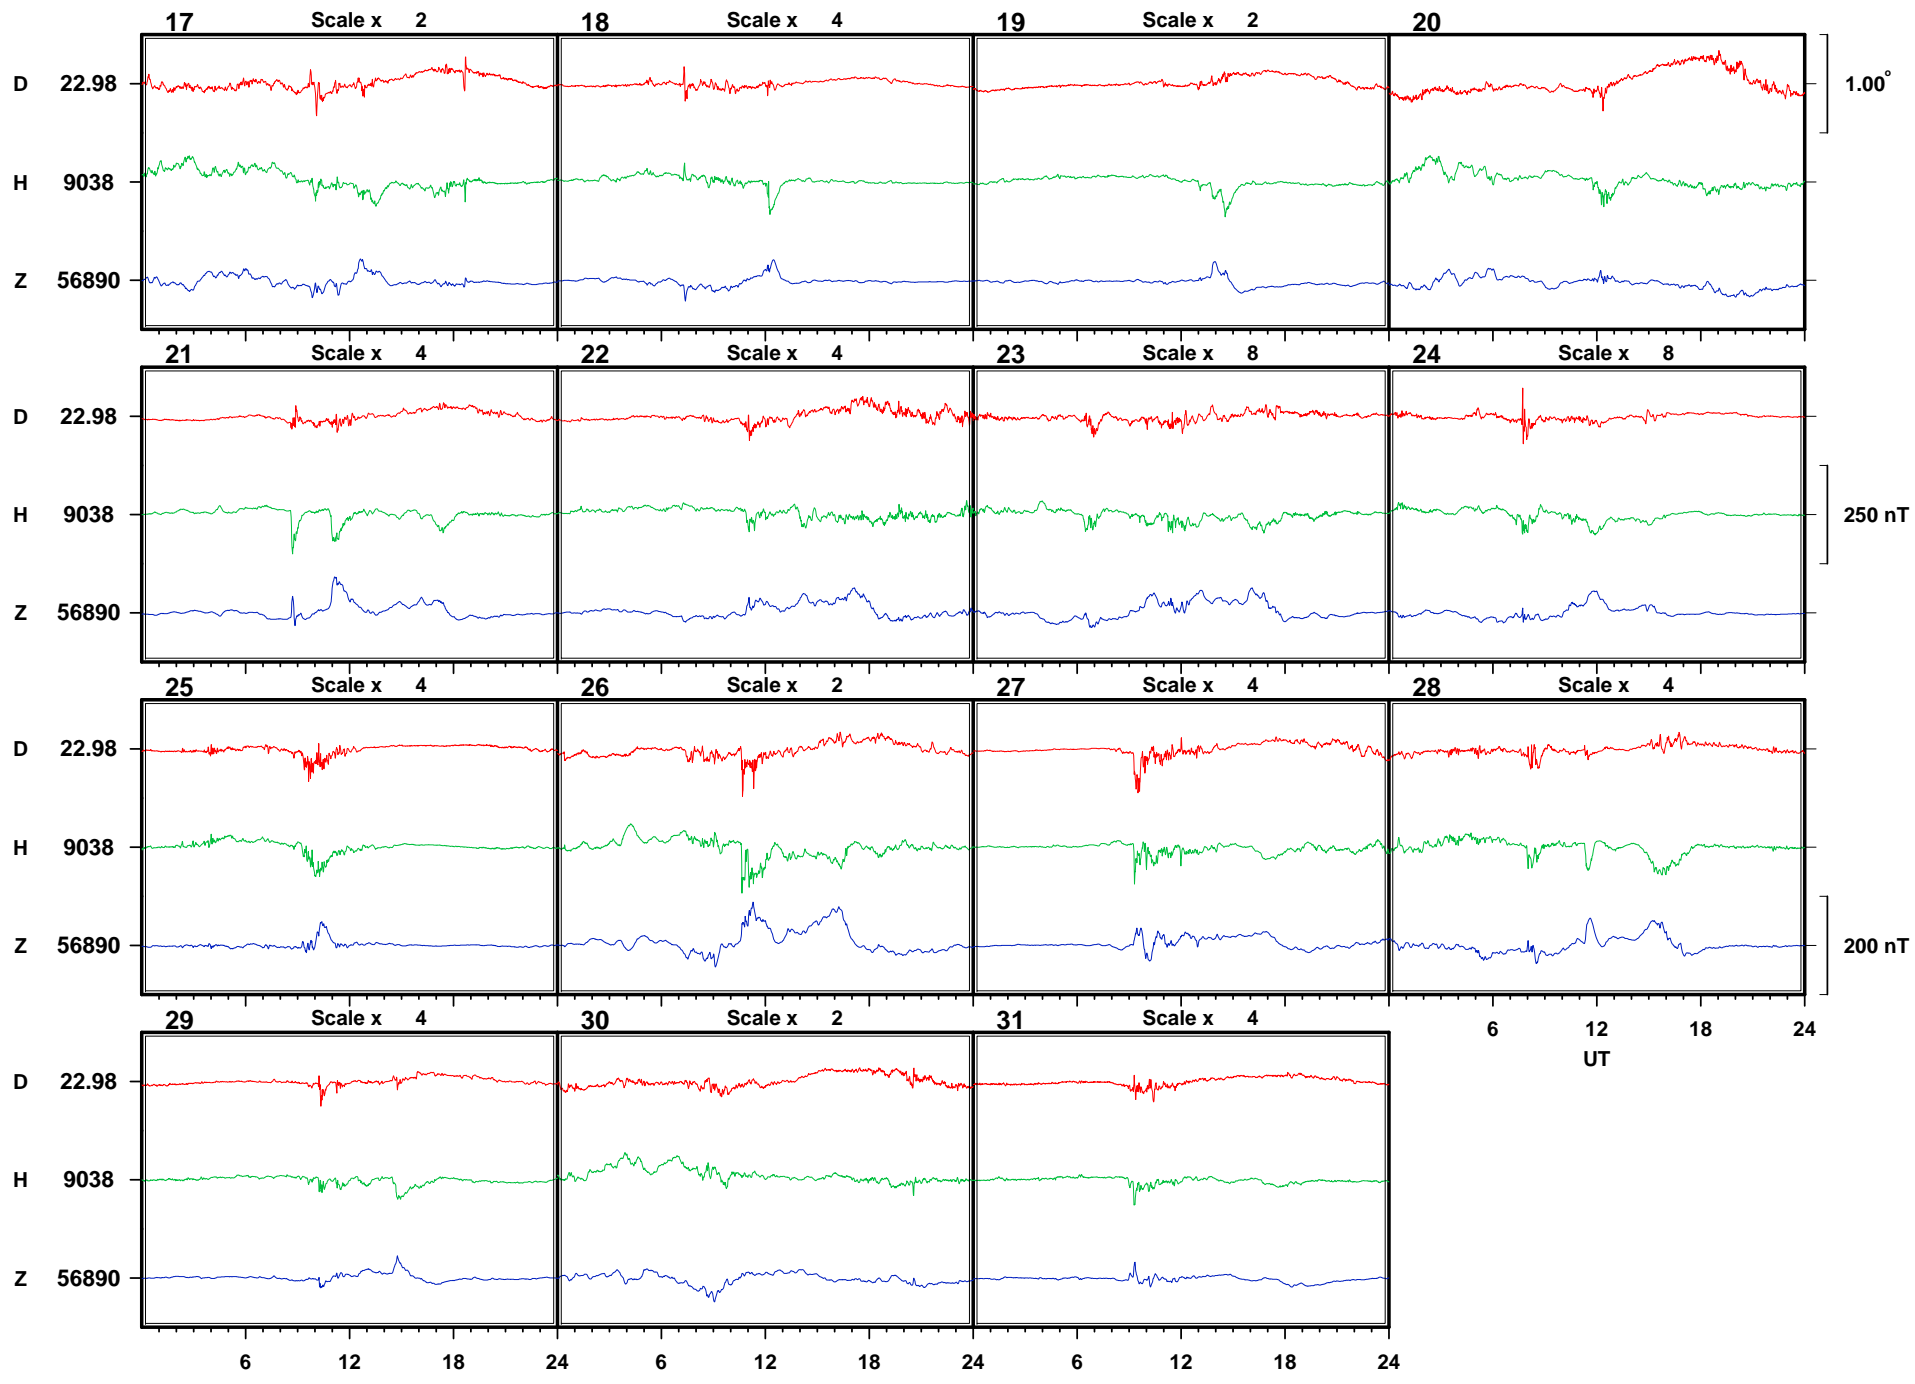 17 Scale x 2 18 Scale x 4 19 Scale x 2 20
D 22.98 1.00°
H 9038
Z 56890
21 Scale x 4 22 Scale x 4 23 Scale x 8 24 Scale x 8
D 22.98
H 9038 250 nT
Z 56890
25 Scale x 4 26 Scale x 2 27 Scale x 4 28 Scale x 4
D 22.98
H 9038
Z 56890 200 nT
29 Scale x 4 30 Scale x 2 31 Scale x 4
6 12 18 24
UT
D 22.98
H 9038
Z 56890
6 12 18 24 6 12 18 24 6 12 18 24